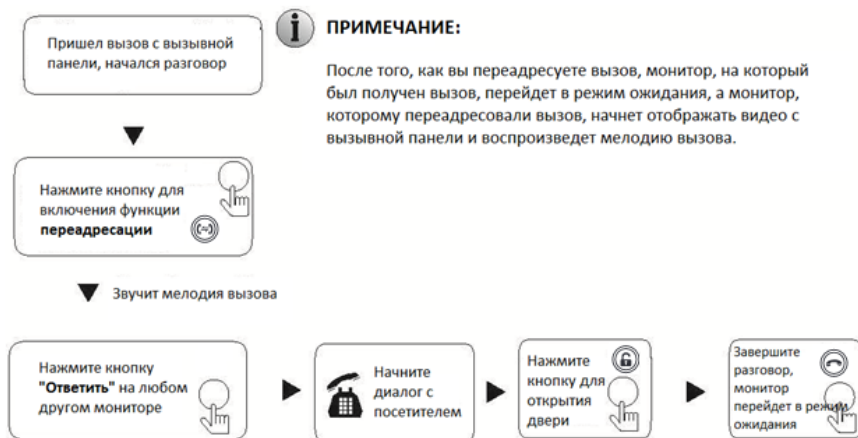 Пришел вызов с вызывной
панели, начался разговор
ПРИМЕЧАНИЕ:
После того, как вы переадресуете вызов, монитор, на который
был получен вызов, перейдет в режим ожидания, а монитор,
которому переадресовали вызов, начнет отображать видео с
вызывной панели и воспроизведет мелодию вызова.
Нажмите кнопку для
включения функции
переадресации
Звучит мелодия вызова
Нажмите кнопку
"Ответить" на любом
другом мониторе
Начните
диалог с
посетителем
Нажмите
кнопку для
открытия
двери
Завершите
разговор,
монитор
перейдет в режим
ожидания